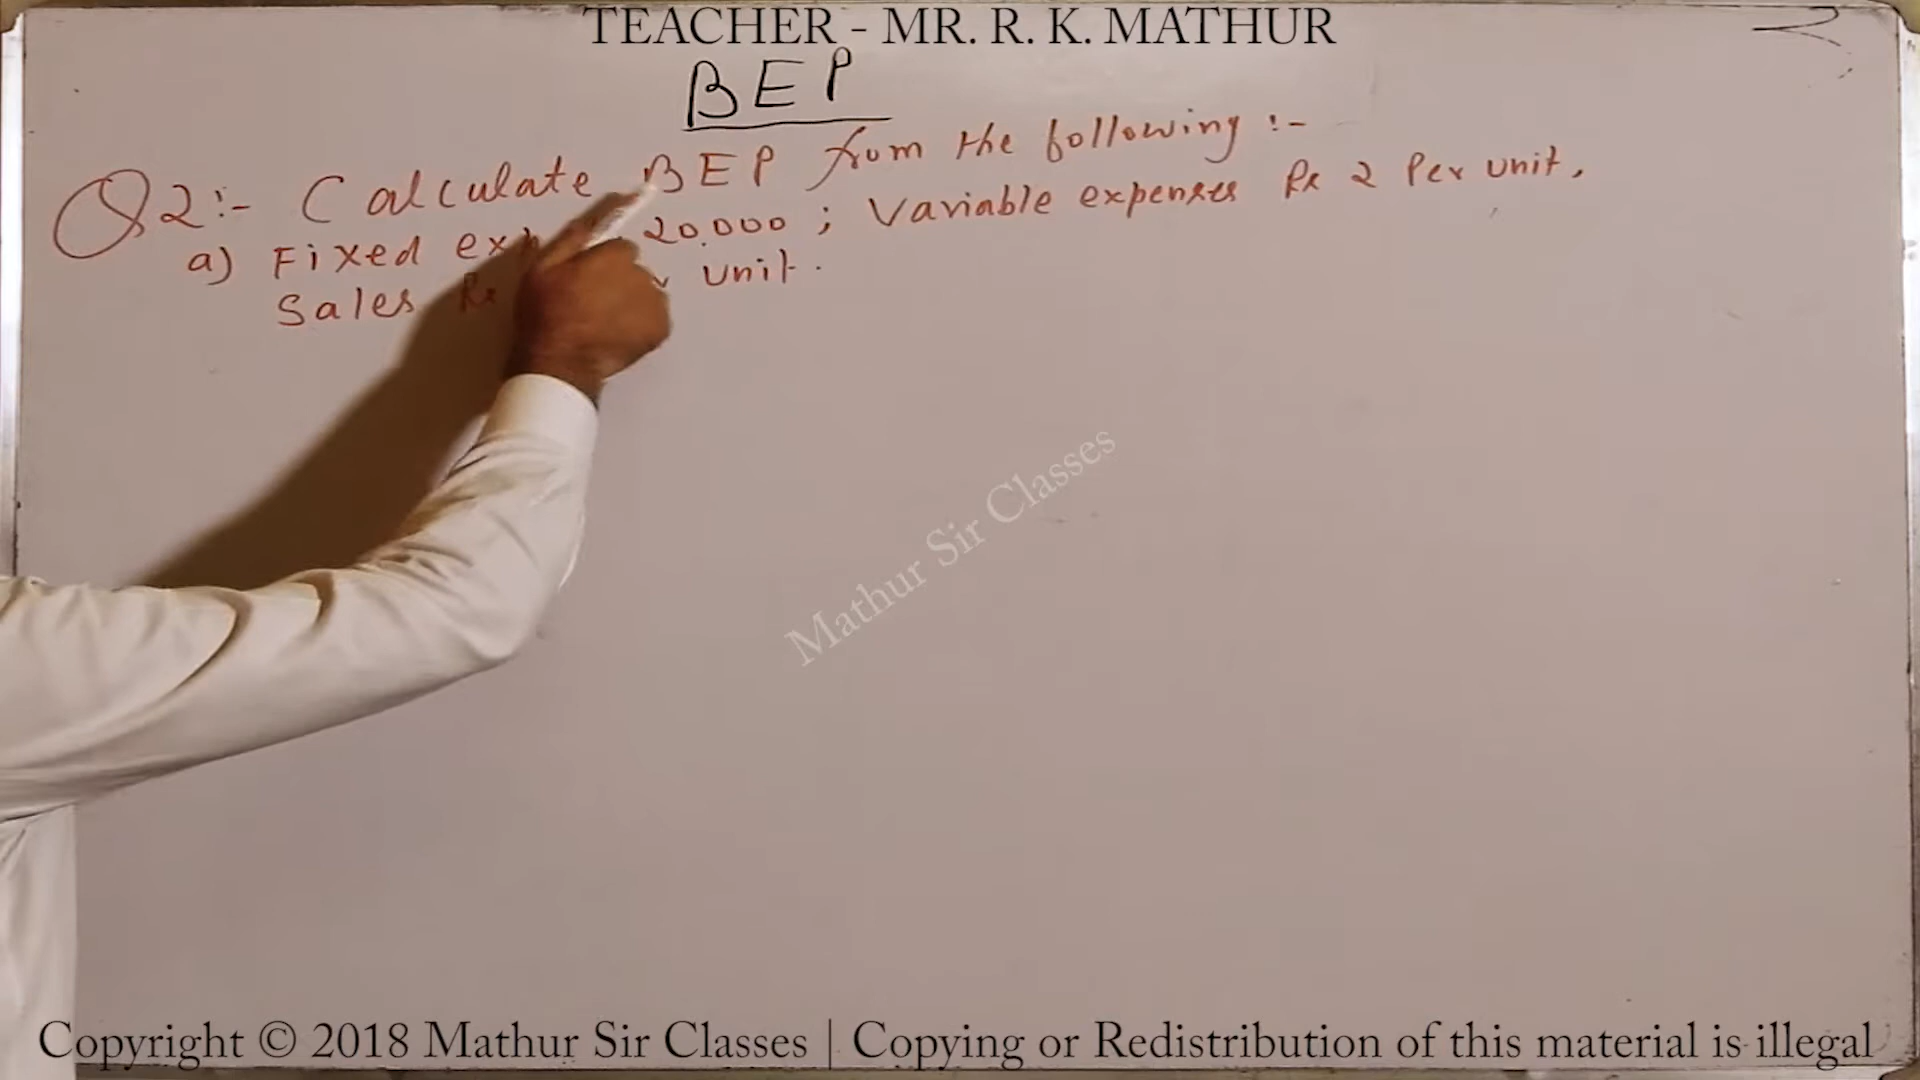 TEACHER - MR. R. K. MATHUR
BEP
Q2:- Calculate BEP from the following :-
a) Fixed 20,000 ; Variable expenses Rs 2 Per unit,
Sales Rs unit.
Mathur Sir Classes
Copyright © 2018 Mathur Sir Classes | Copying or Redistribution of this material is illegal